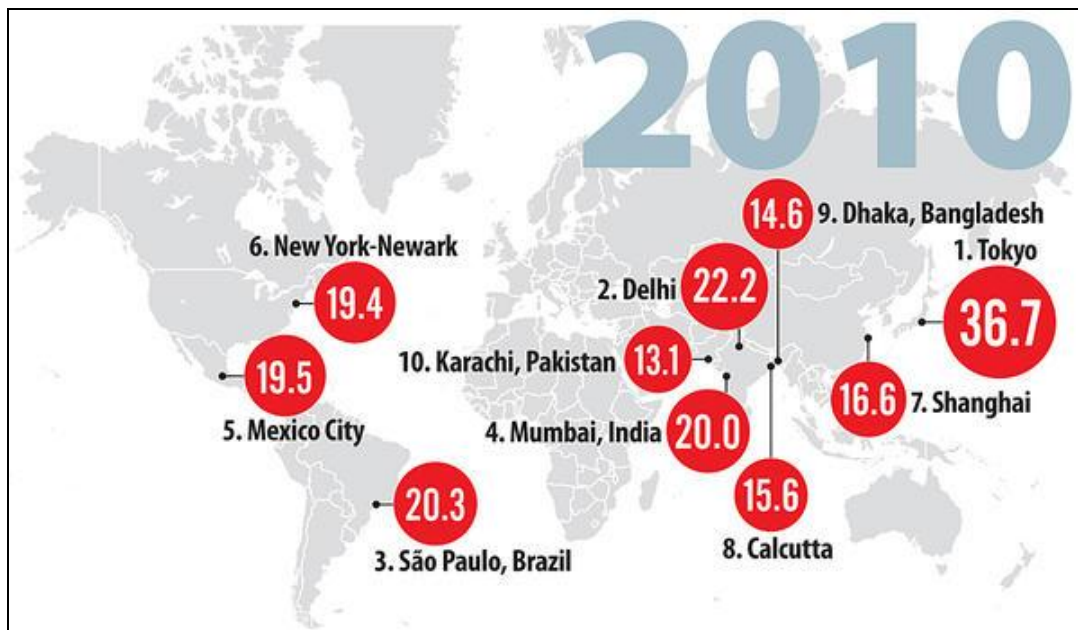 2010
14.6
9. Dhaka, Bangladesh
6. New York-Newark
1. Tokyo
19.4
2. Delhi
22.2
36.7
10. Karachi, Pakistan
13.1
19.5
16.6
7. Shanghai
5. Mexico City
4. Mumbai, India
20.0
20.3
15.6
3. São Paulo, Brazil
8. Calcutta